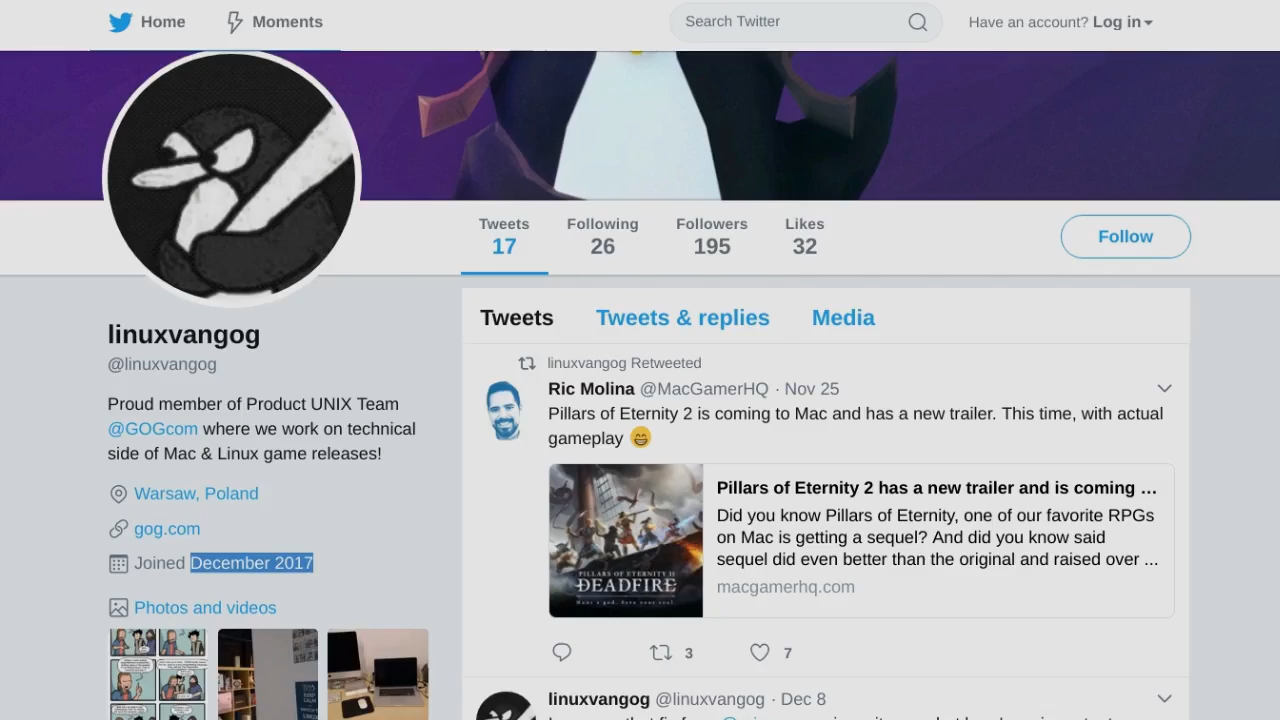 Home
Moments
Search Twitter
Have an account? Log in
Tweets
17
Following
26
Followers
195
Likes
32
Follow
linuxvangog
@linuxvangog
Proud member of Product UNIX Team
@GOGcom where we work on technical
side of Mac & Linux game releases!
Warsaw, Poland
gog.com
Joined December 2017
Photos and videos
Tweets
Tweets & replies
Media
linuxvangog Retweeted
Ric Molina @MacGamerHQ · Nov 25
Pillars of Eternity 2 is coming to Mac and has a new trailer. This time, with actual
gameplay 😄
PILLARS OF ETERNITY II
DEADFIRE
Pillars of Eternity 2 has a new trailer and is coming ...
Did you know Pillars of Eternity, one of our favorite RPGs
on Mac is getting a sequel? And did you know said
sequel did even better than the original and raised over ...
macgamerhq.com
3
7
linuxvangog @linuxvangog · Dec 8